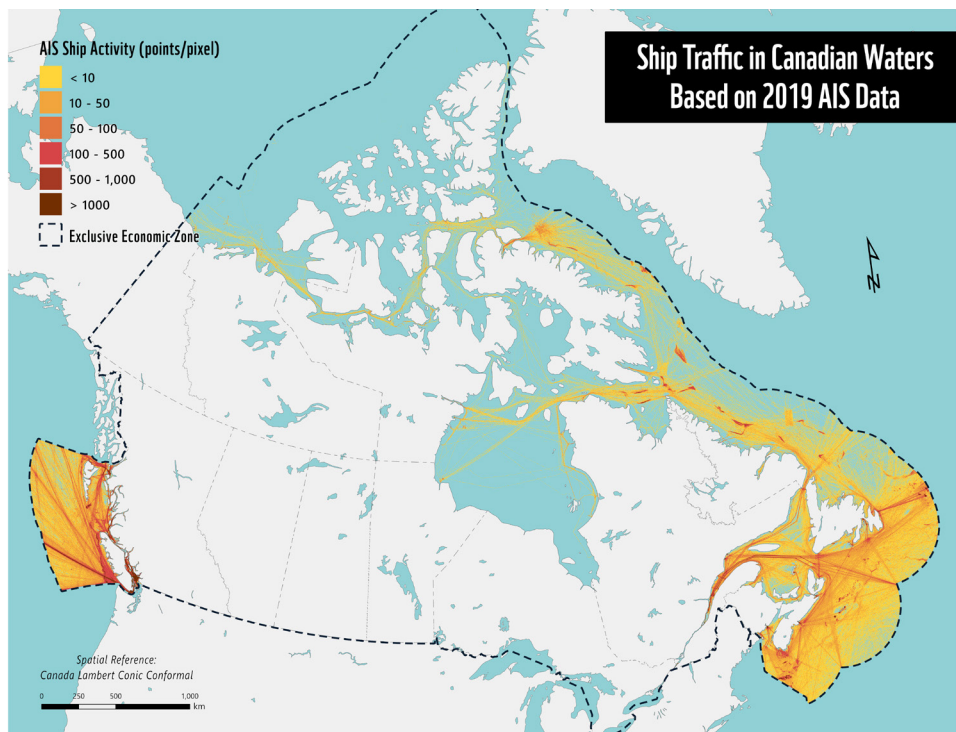 AIS Ship Activity (points/pixel)
< 10
10 - 50
50 - 100
100 - 500
500 - 1,000
> 1000
Exclusive Economic Zone
Ship Traffic in Canadian Waters
Based on 2019 AIS Data
N
Spatial Reference:
Canada Lambert Conic Conformal
0 250 500 1,000
km